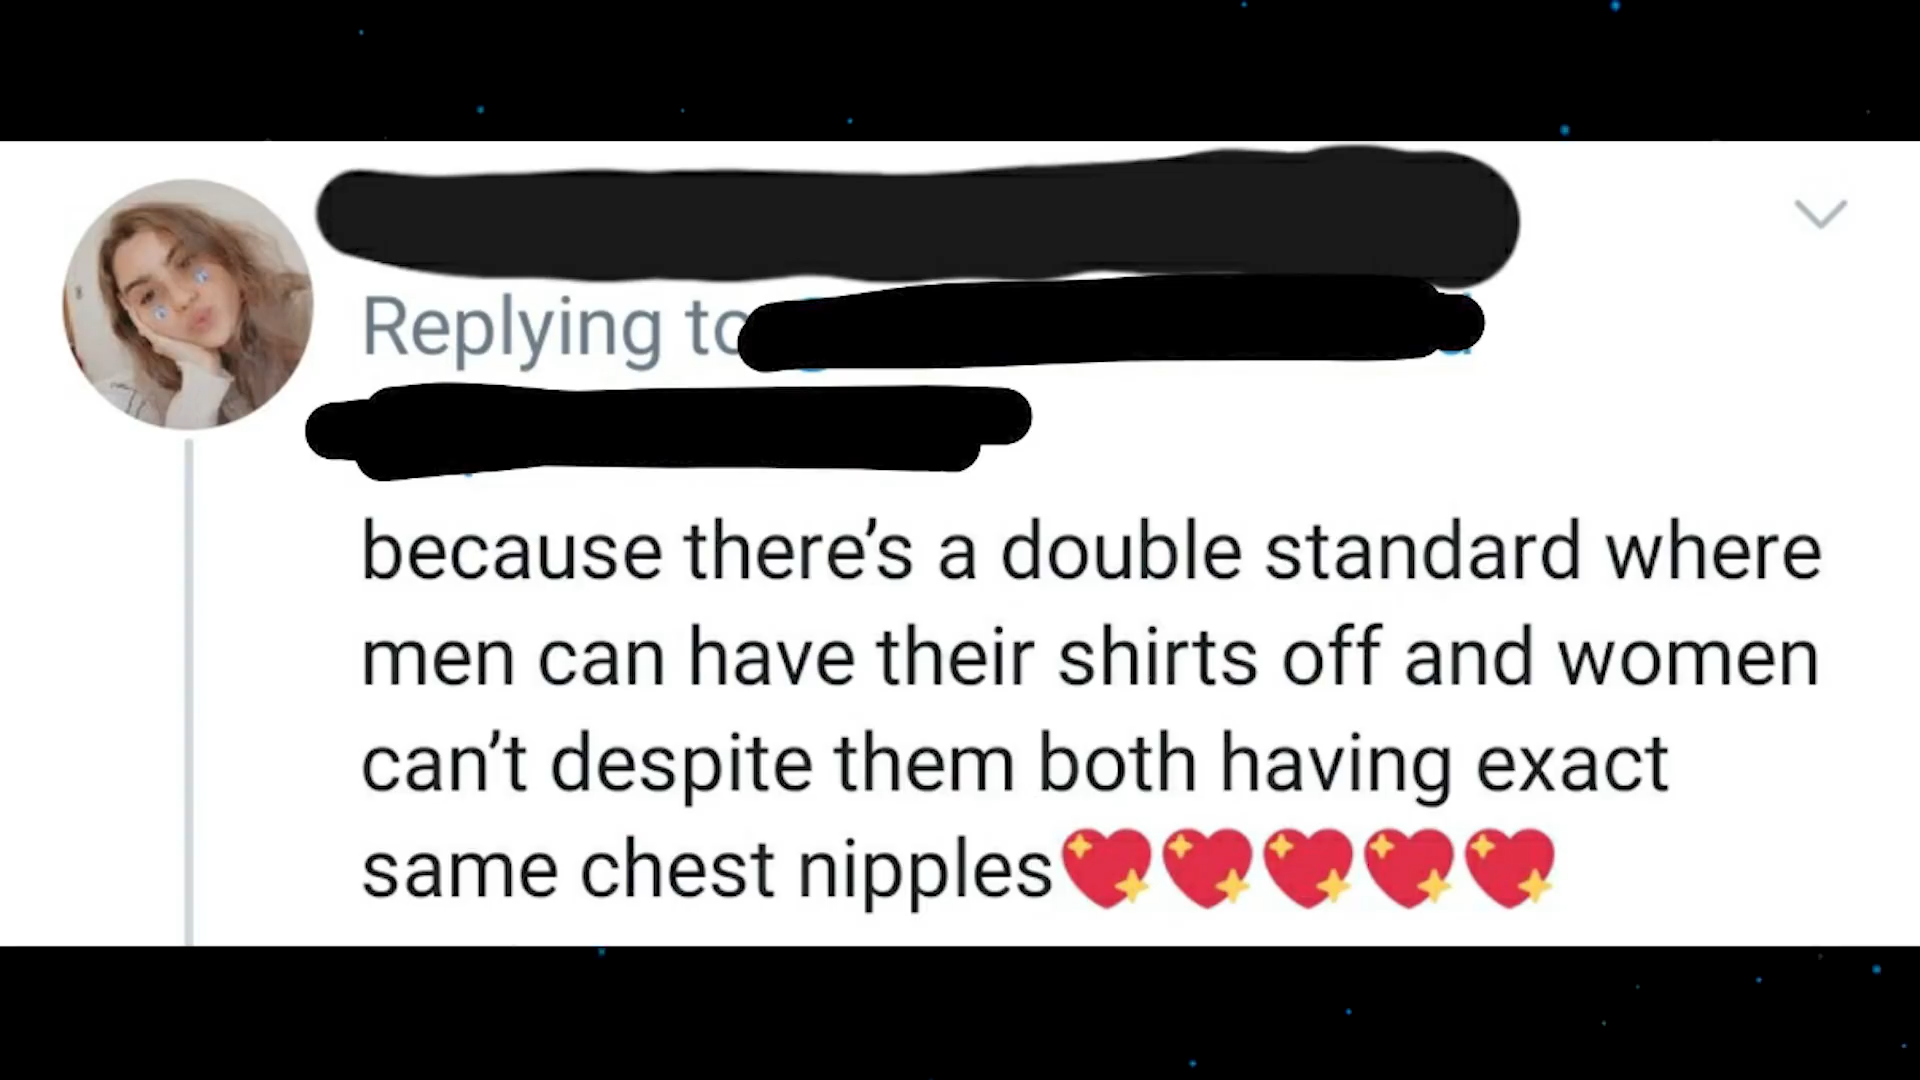 Replying to
because there's a double standard where
men can have their shirts off and women
can't despite them both having exact
same chest nipples💖💖💖💖💖